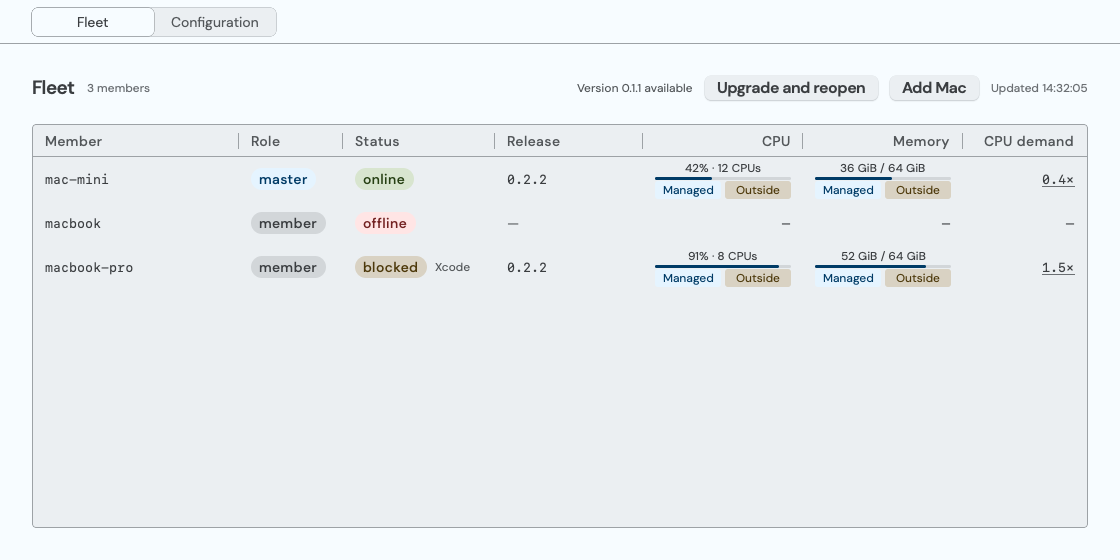 Fleet Configuration
Fleet 3 members Version 0.1.1 available Upgrade and reopen Add Mac Updated 14:32:05
Member Role Status Release CPU Memory CPU demand
42% · 12 CPUs 36 GiB / 64 GiB
mac-mini master online 0.2.2 0.4×
Managed Outside Managed Outside
macbook member offline — — — —
91% · 8 CPUs 52 GiB / 64 GiB
macbook-pro member blocked Xcode 0.2.2 1.5×
Managed Outside Managed Outside